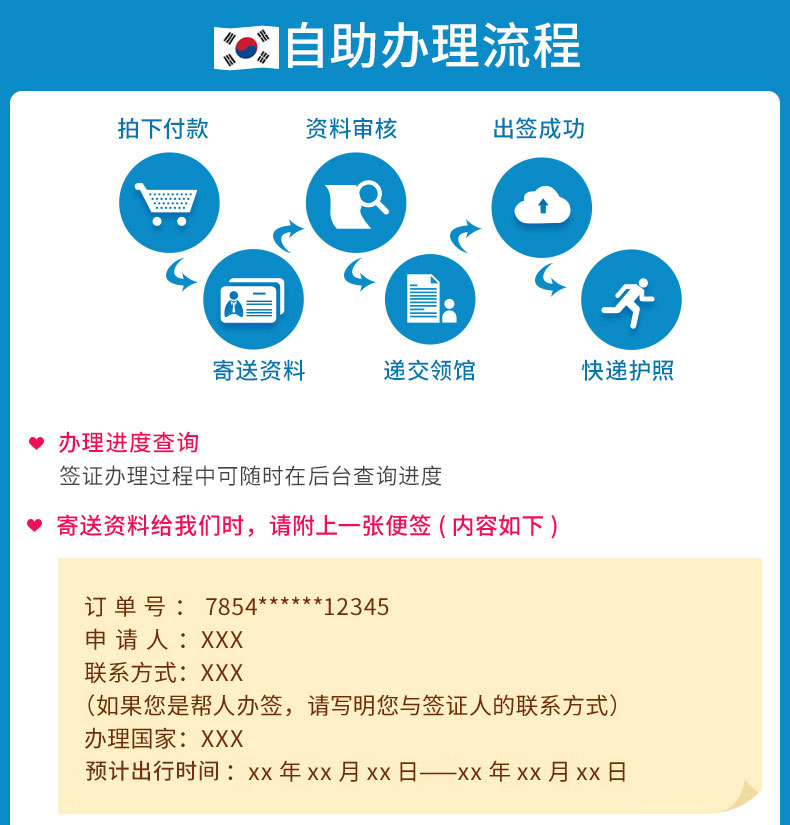 自助办理流程
拍下付款
资料审核
出签成功
寄送资料
递交领馆
快递护照
办理进度查询
签证办理过程中可随时在后台查询进度
寄送资料给我们时，请附上一张便签 ( 内容如下 )
订 单 号 ： 7854******12345
申 请 人 ：XXX
联系方式：XXX
（如果您是帮人办签，请写明您与签证人的联系方式）
办理国家：XXX
预计出行时间 ：xx 年 xx 月 xx 日——xx 年 xx 月 xx 日